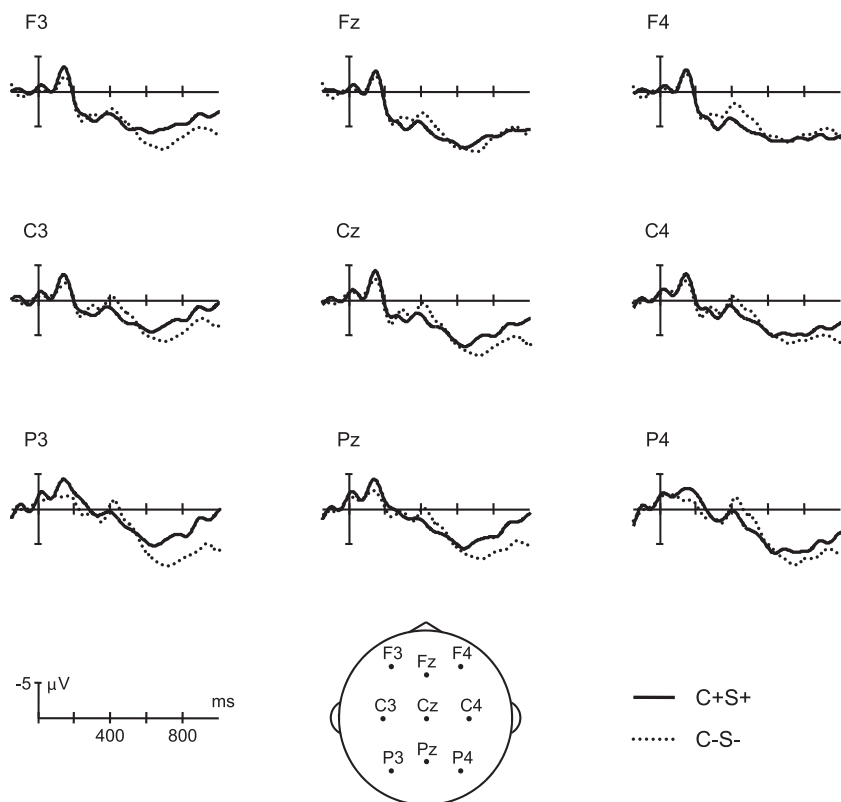 F3 Fz F4
C3 Cz C4
P3 Pz P4
F3 F4
Fz
-5 µV
ms
400 800
C3 Cz C4
Pz
P3 P4
C+S+
C-S-